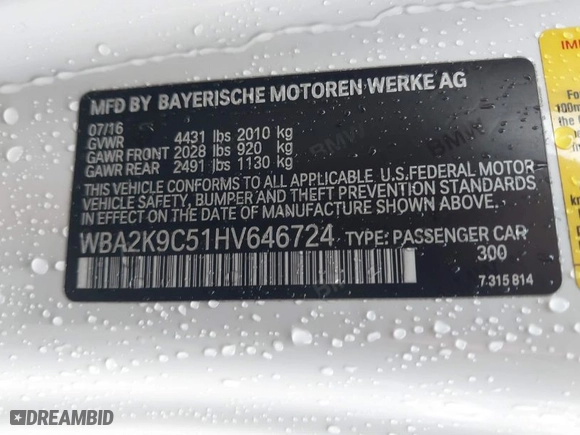 MFD BY BAYERISCHE MOTOREN WERKE AG
07/16
GVWR 4431 lbs 2010 kg
GAWR FRONT 2028 lbs 920 kg
GAWR REAR 2491 lbs 1130 kg
THIS VEHICLE CONFORMS TO ALL APPLICABLE U.S.FEDERAL MOTOR
VEHICLE SAFETY, BUMPER AND THEFT PREVENTION STANDARDS IN
EFFECT ON THE DATE OF MANUFACTURE SHOWN ABOVE.
WBA2K9C51HV646724 TYPE: PASSENGER CAR
300
7 315 814
Fo
100m
the
DREAMBID